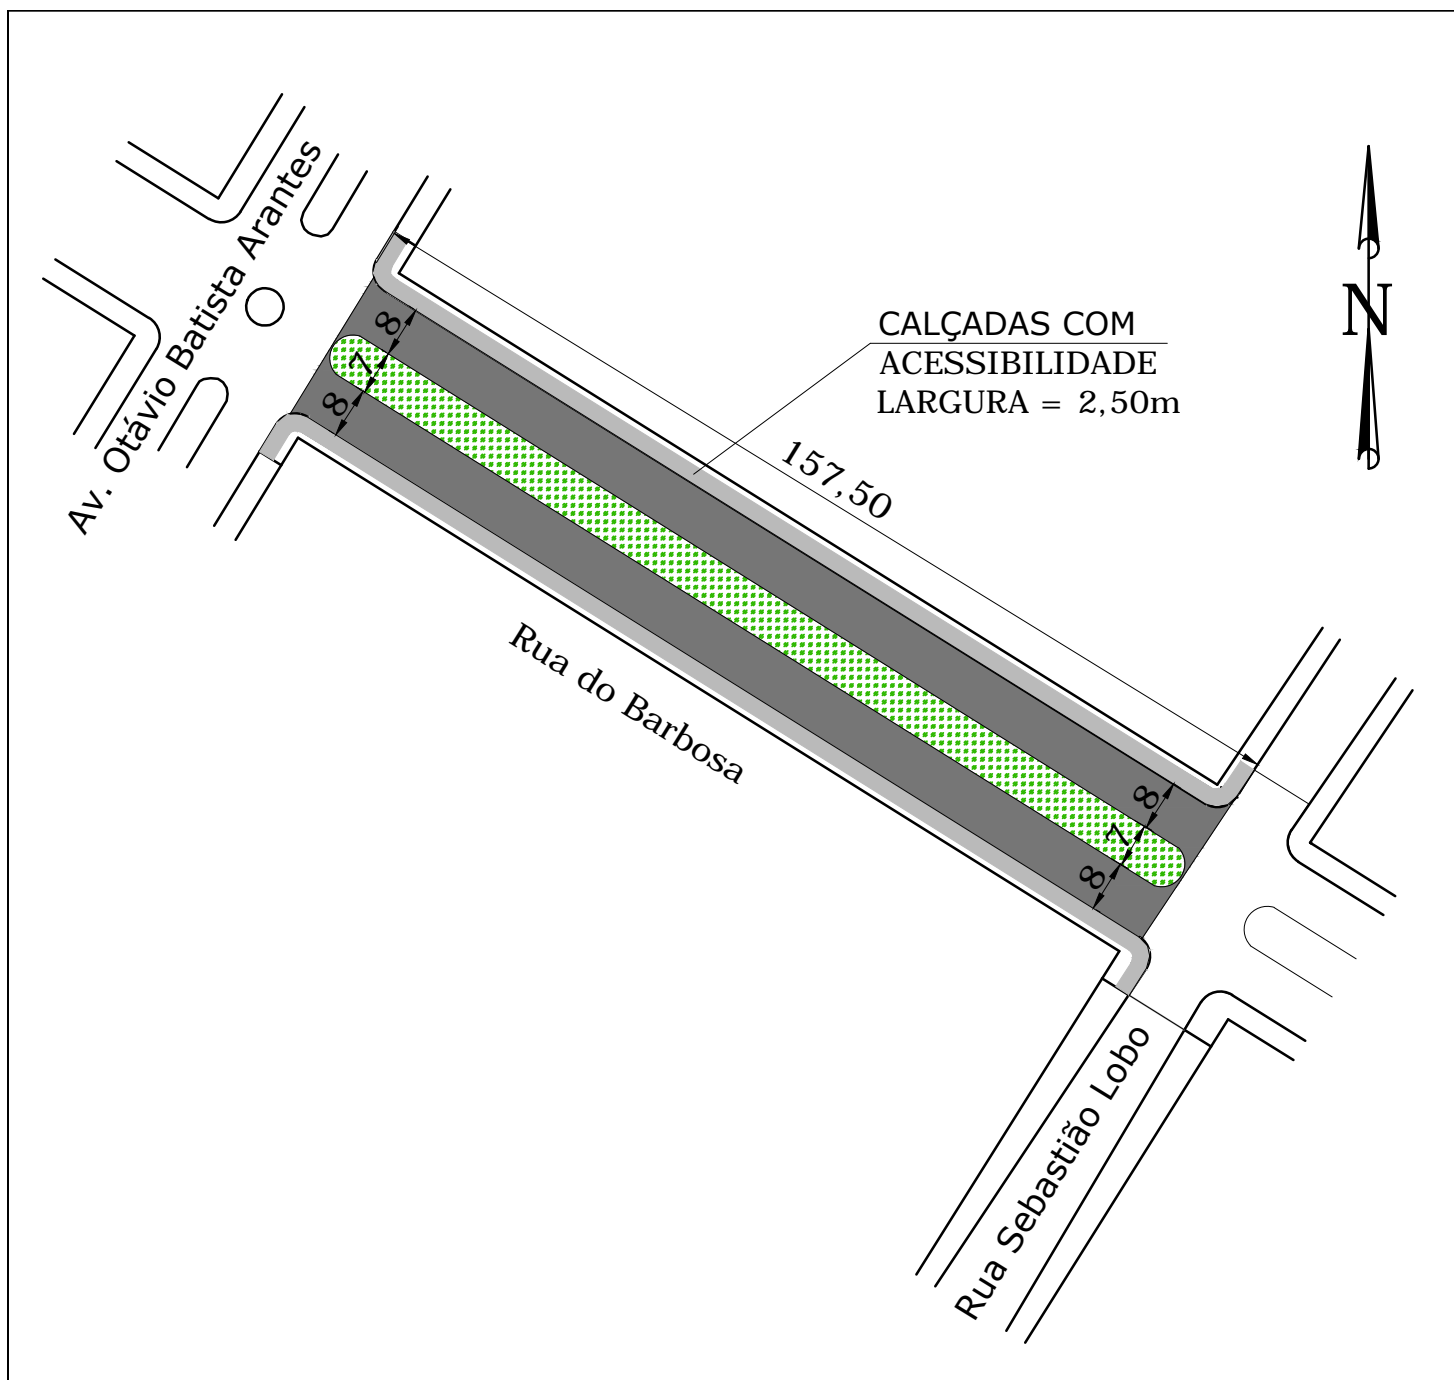 Av. Otávio Batista Arantes
CALÇADAS COM
ACESSIBILIDADE
LARGURA = 2,50m
N
8
7
8
157,50
Rua do Barbosa
8
7
8
Rua Sebastião Lobo